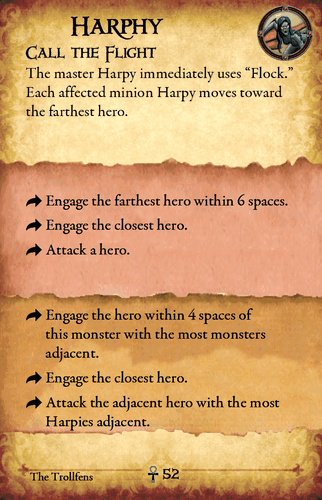 Harphy
Call the Flight
The master Harpy immediately uses “Flock.”
Each affected minion Harpy moves toward
the farthest hero.
Engage the farthest hero within 6 spaces.
Engage the closest hero.
Attack a hero.
Engage the hero within 4 spaces of
this monster with the most monsters
adjacent.
Engage the closest hero.
Attack the adjacent hero with the most
Harpies adjacent.
The Trollfens
52